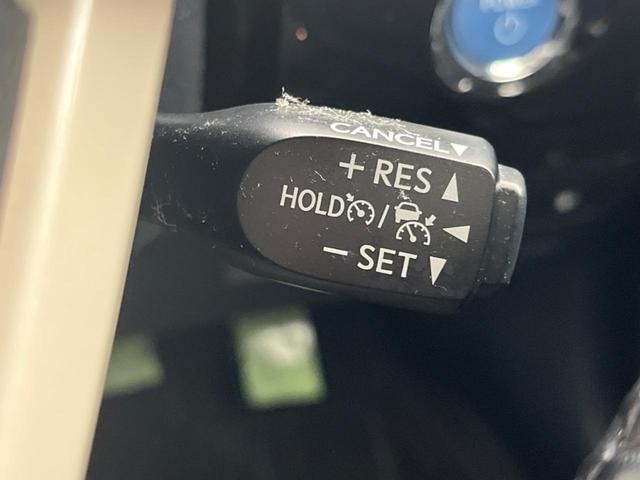 CANCEL▼
+ RES ▲
HOLD / ◀
− SET ▼